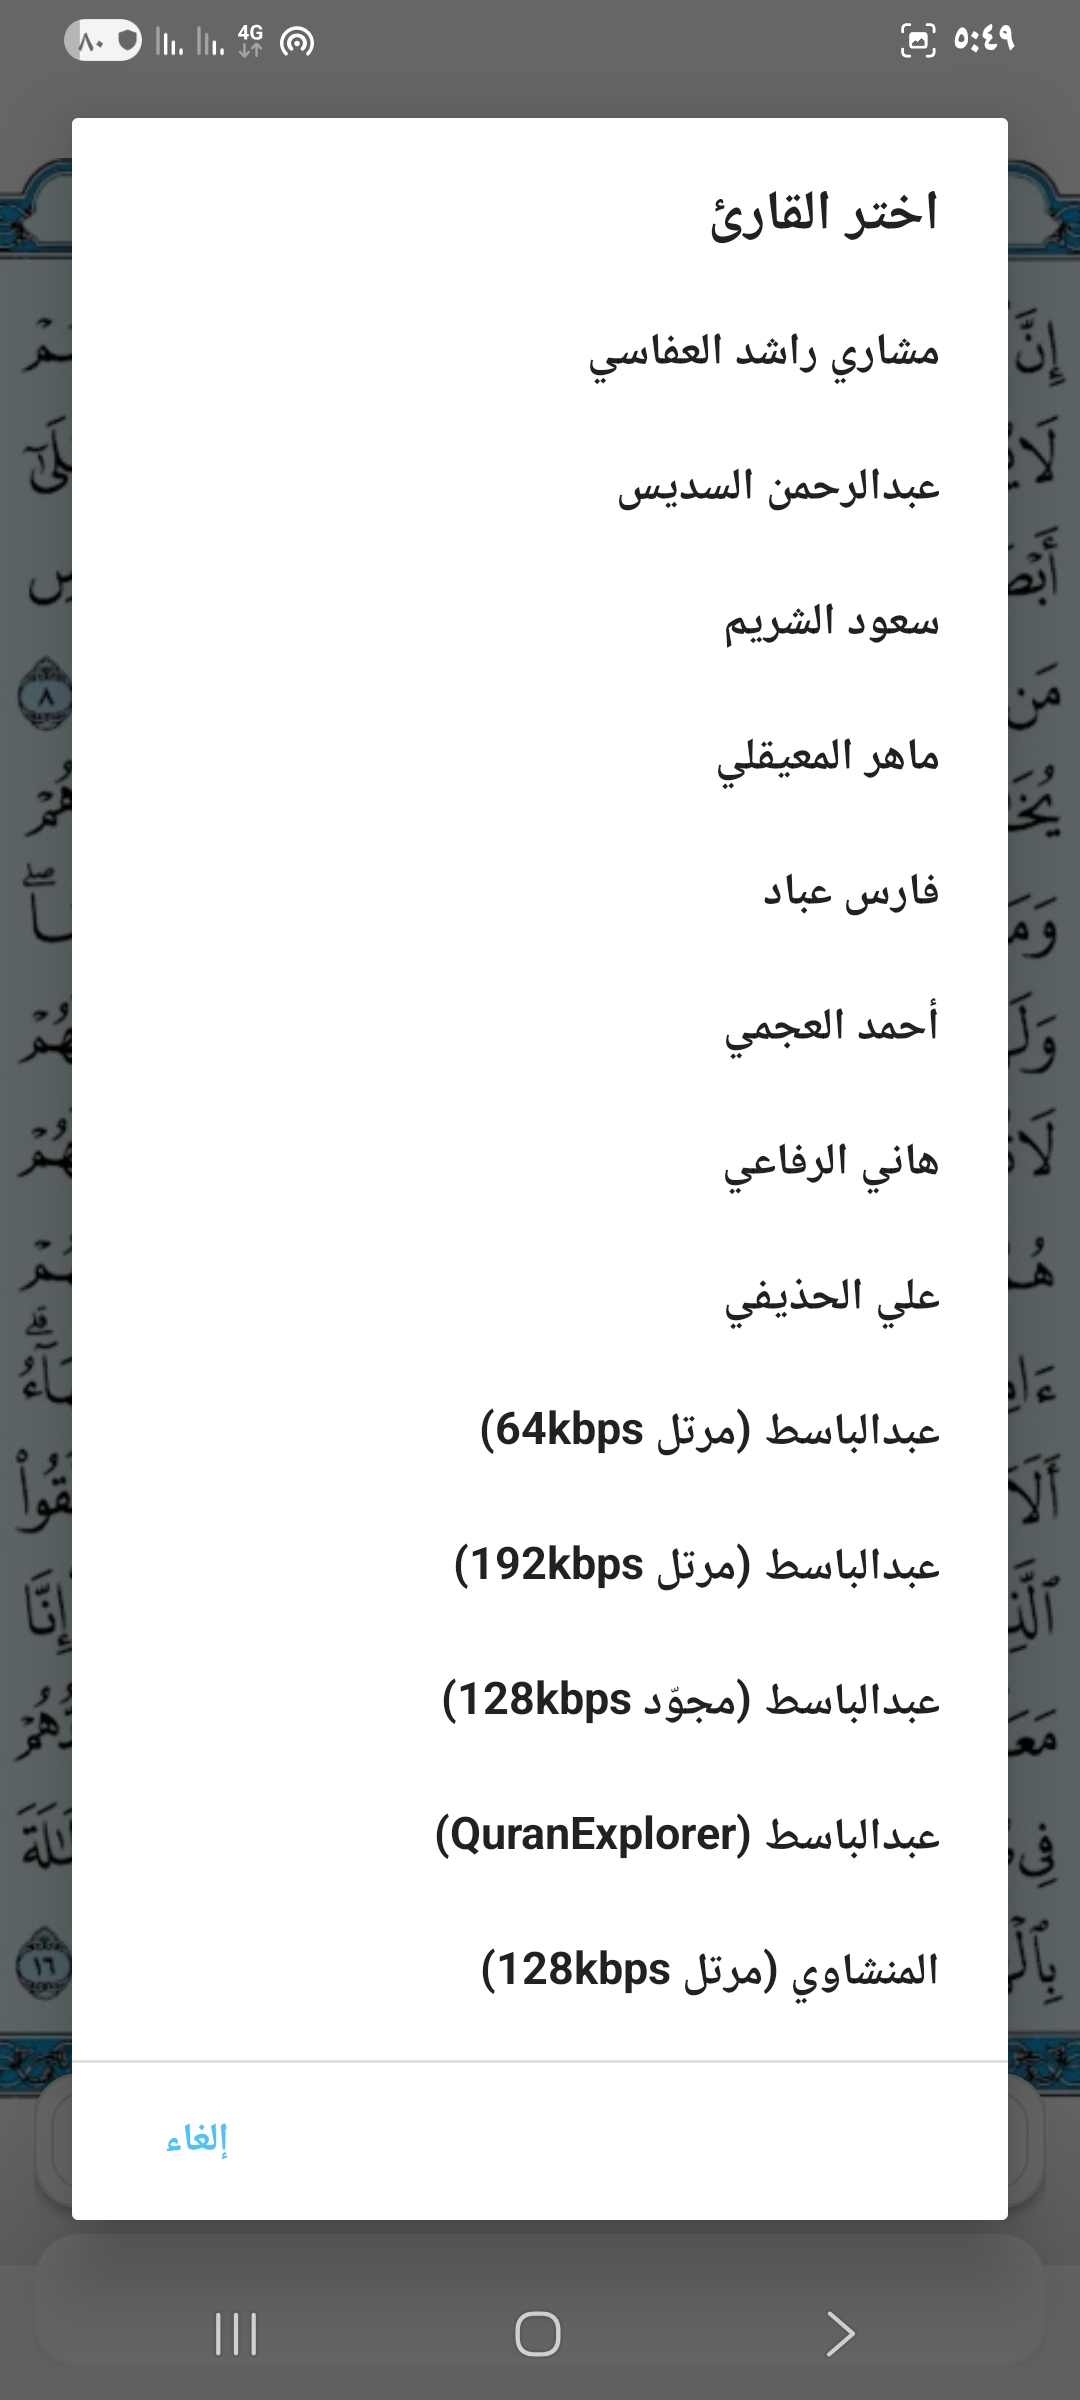 ٨٠ 4G ٥:٤٩
اختر القارئ
مشاري راشد العفاسي
عبدالرحمن السديس
سعود الشريم
ماهر المعيقلي
فارس عباد
أحمد العجمي
هاني الرفاعي
علي الحذيفي
عبدالباسط (مرتل 64kbps)
عبدالباسط (مرتل 192kbps)
عبدالباسط (مجوّد 128kbps)
عبدالباسط (QuranExplorer)
المنشاوي (مرتل 128kbps)
إلغاء
إِنَّ
مَن
٨
١٦